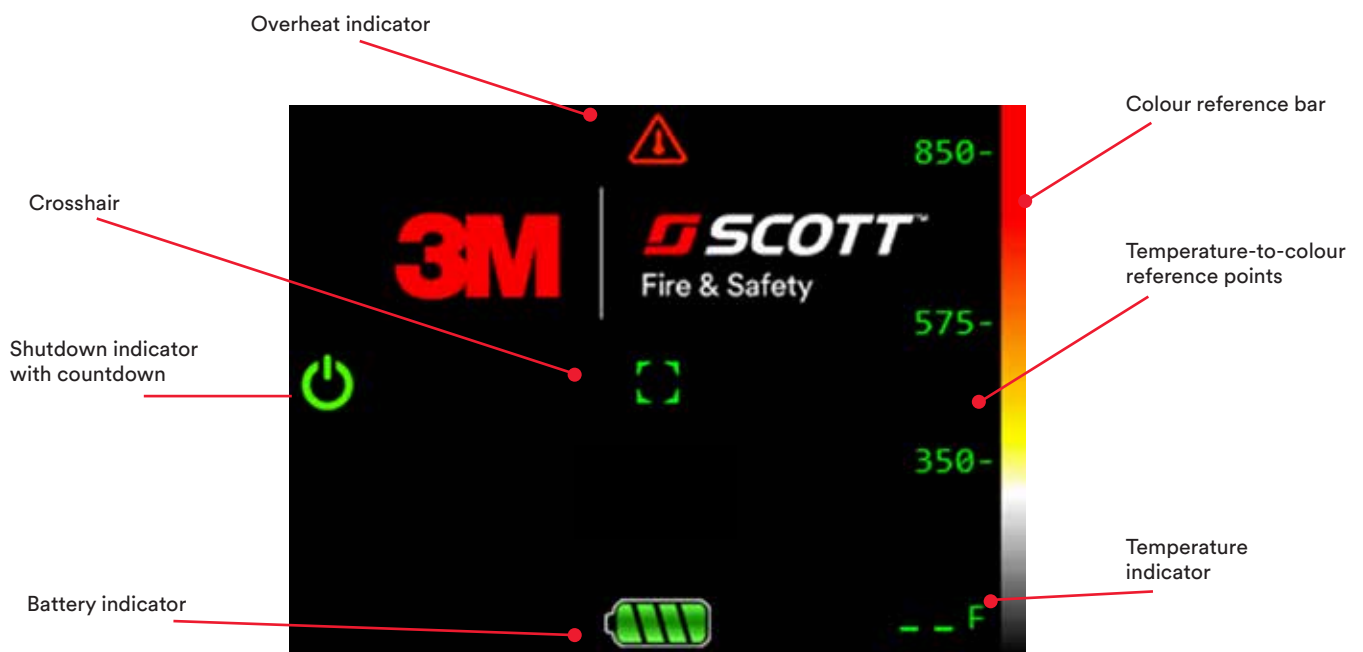 Overheat indicator
Colour reference bar
850-
Crosshair
3M
SCOTT™
Fire & Safety
Temperature-to-colour
reference points
575-
Shutdown indicator
with countdown
350-
Temperature
indicator
Battery indicator
_ _ F